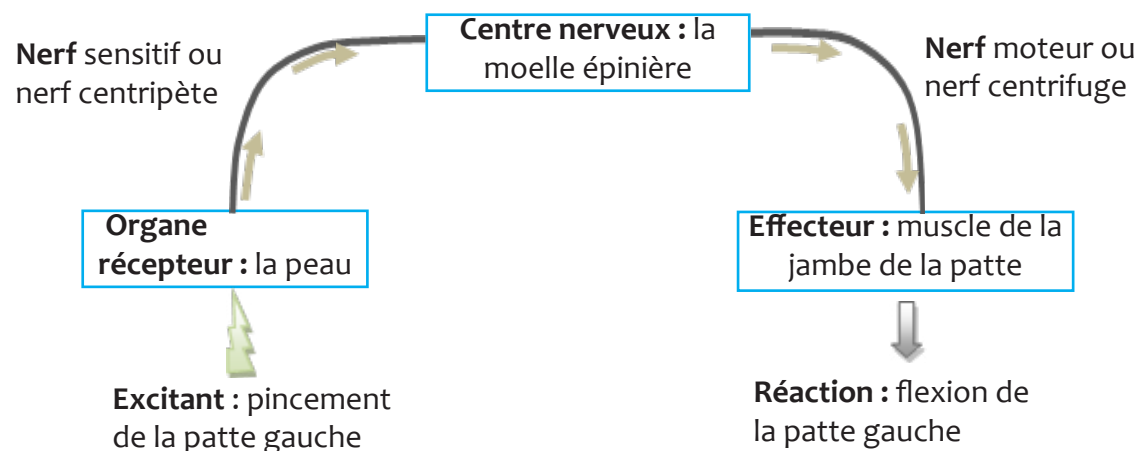 Centre nerveux : la
moelle épinière
Nerf sensitif ou
nerf centripète
Nerf moteur ou
nerf centrifuge
Organe
récepteur : la peau
Effecteur : muscle de la
jambe de la patte
Excitant : pincement
de la patte gauche
Réaction : flexion de
la patte gauche